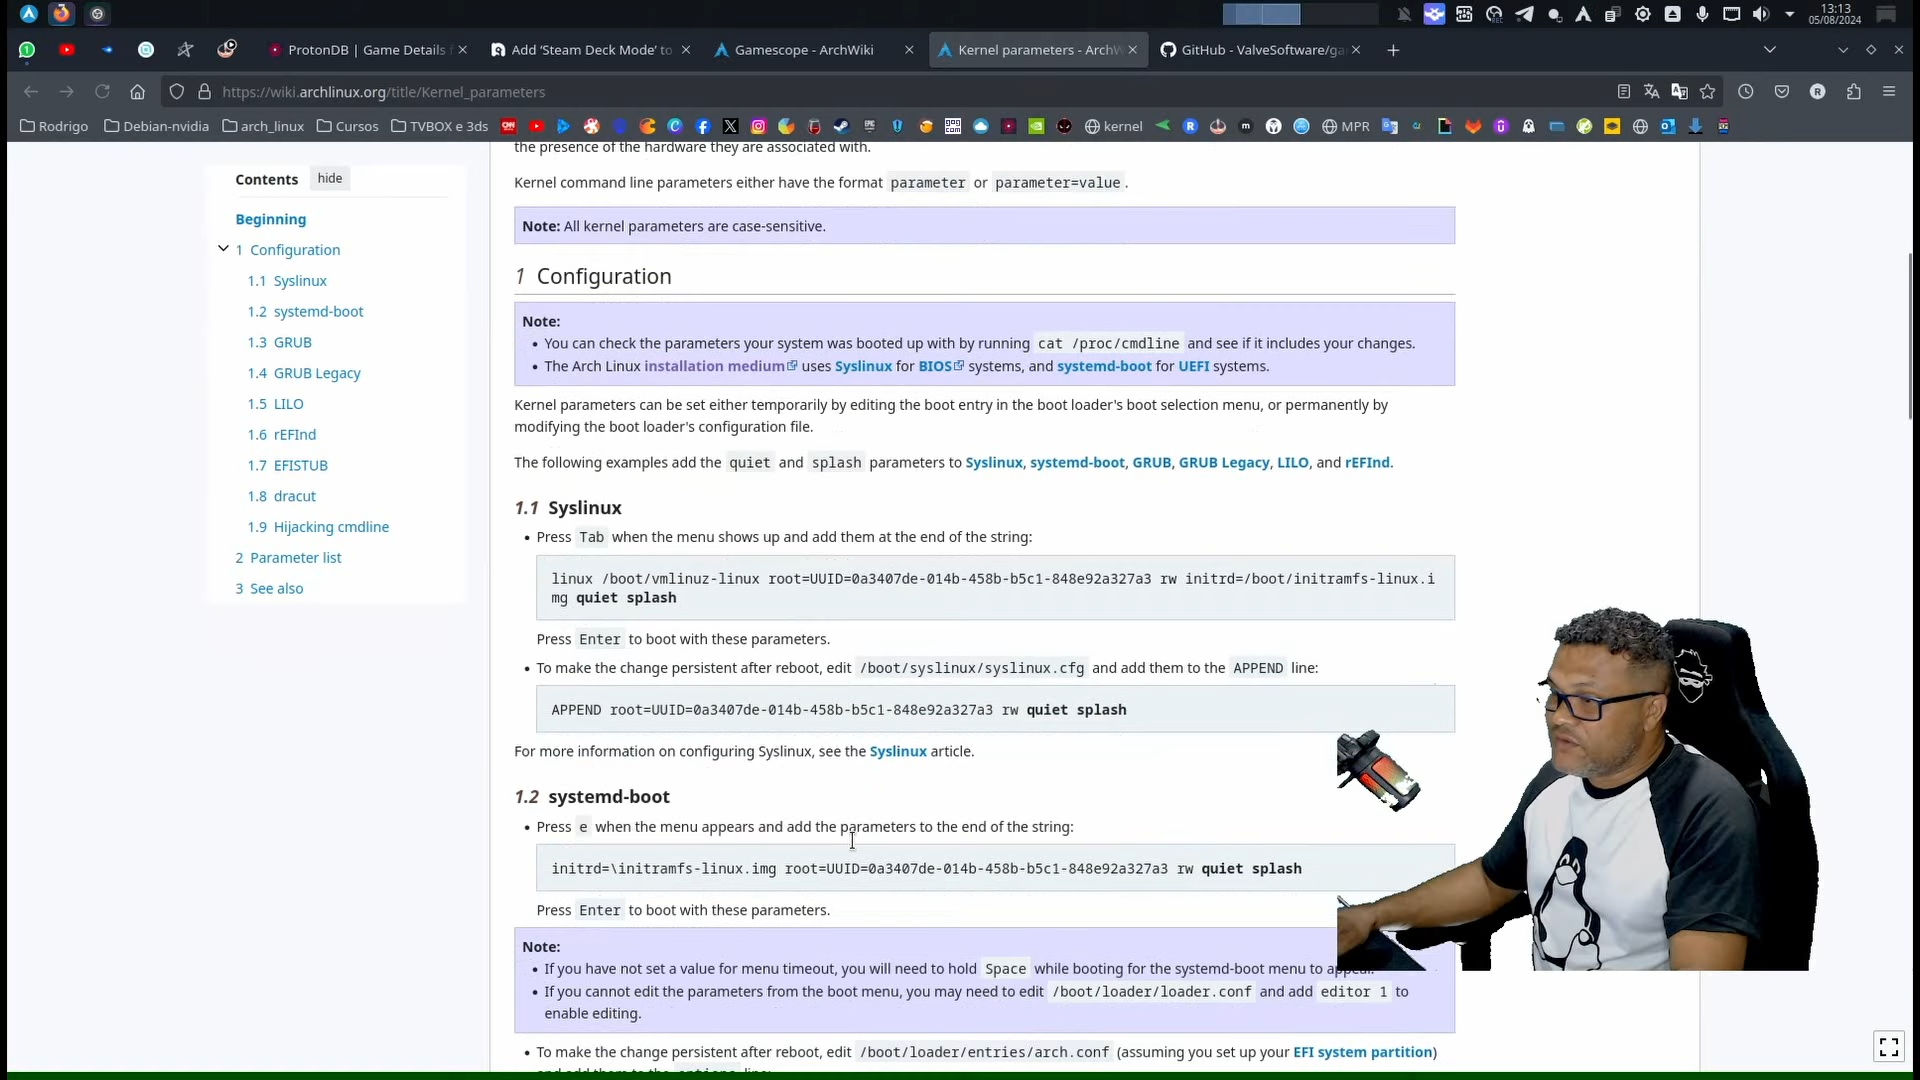 13:13
05/08/2024
ProtonDB | Game Details f
Add ‘Steam Deck Mode’ to
Gamescope - ArchWiki
Kernel parameters - ArchW
GitHub - ValveSoftware/ga
https://wiki.archlinux.org/title/Kernel_parameters
Rodrigo
Debian-nvidia
arch_linux
Cursos
TVBOX e 3ds
kernel
MPR
Contents
hide
Beginning
1 Configuration
1.1 Syslinux
1.2 systemd-boot
1.3 GRUB
1.4 GRUB Legacy
1.5 LILO
1.6 rEFInd
1.7 EFISTUB
1.8 dracut
1.9 Hijacking cmdline
2 Parameter list
3 See also
the presence of the hardware they are associated with.
Kernel command line parameters either have the format parameter or parameter=value.
Note: All kernel parameters are case-sensitive.
1 Configuration
Note:
• You can check the parameters your system was booted up with by running cat /proc/cmdline and see if it includes your changes.
• The Arch Linux installation medium uses Syslinux for BIOS systems, and systemd-boot for UEFI systems.
Kernel parameters can be set either temporarily by editing the boot entry in the boot loader's boot selection menu, or permanently by
modifying the boot loader's configuration file.
The following examples add the quiet and splash parameters to Syslinux, systemd-boot, GRUB, GRUB Legacy, LILO, and rEFInd.
1.1 Syslinux
• Press Tab when the menu shows up and add them at the end of the string:
linux /boot/vmlinuz-linux root=UUID=0a3407de-014b-458b-b5c1-848e92a327a3 rw initrd=/boot/initramfs-linux.i
mg quiet splash
Press Enter to boot with these parameters.
• To make the change persistent after reboot, edit /boot/syslinux/syslinux.cfg and add them to the APPEND line:
APPEND root=UUID=0a3407de-014b-458b-b5c1-848e92a327a3 rw quiet splash
For more information on configuring Syslinux, see the Syslinux article.
1.2 systemd-boot
• Press e when the menu appears and add the parameters to the end of the string:
initrd=\initramfs-linux.img root=UUID=0a3407de-014b-458b-b5c1-848e92a327a3 rw quiet splash
Press Enter to boot with these parameters.
Note:
• If you have not set a value for menu timeout, you will need to hold Space while booting for the systemd-boot menu to appear.
• If you cannot edit the parameters from the boot menu, you may need to edit /boot/loader/loader.conf and add editor 1 to
enable editing.
• To make the change persistent after reboot, edit /boot/loader/entries/arch.conf (assuming you set up your EFI system partition)